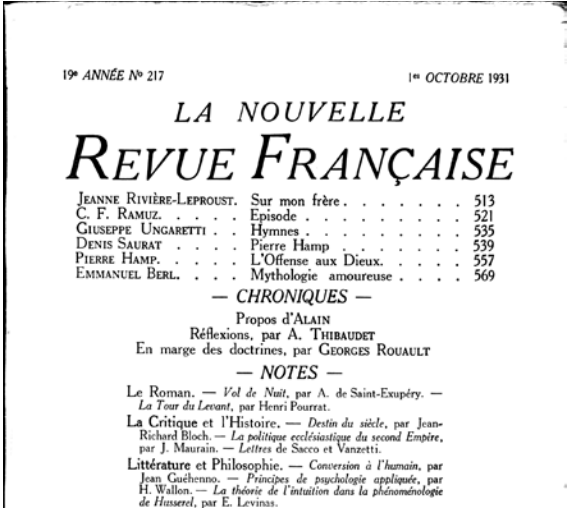 19e ANNÉE No 217 1er OCTOBRE 1931
LA NOUVELLE
REVUE FRANÇAISE
JEANNE RIVIÈRE-LEPROUST. Sur mon frère . . . . . . . 513
C. F. RAMUZ. . . . . Episode . . . . . . . . . 521
GIUSEPPE UNGARETTI . . Hymnes . . . . . . . . . 535
DENIS SAURAT . . . . Pierre Hamp . . . . . . . 539
PIERRE HAMP. . . . . L'Offense aux Dieux. . . . . 557
EMMANUEL BERL. . . . Mythologie amoureuse . . . . 569
— CHRONIQUES —
Propos d'ALAIN
Réflexions, par A. THIBAUDET
En marge des doctrines, par GEORGES ROUAULT
— NOTES —
Le Roman. — Vol de Nuit, par A. de Saint-Exupéry. —
La Tour du Levant, par Henri Pourrat.
La Critique et l'Histoire. — Destin du siècle, par Jean-
Richard Bloch. — La politique ecclésiastique du second Empire,
par J. Maurain. — Lettres de Sacco et Vanzetti.
Littérature et Philosophie. — Conversion à l'humain, par
Jean Guéhenno. — Principes de psychologie appliquée, par
H. Wallon. — La théorie de l'intuition dans la phénoménologie
de Husserel, par E. Levinas.